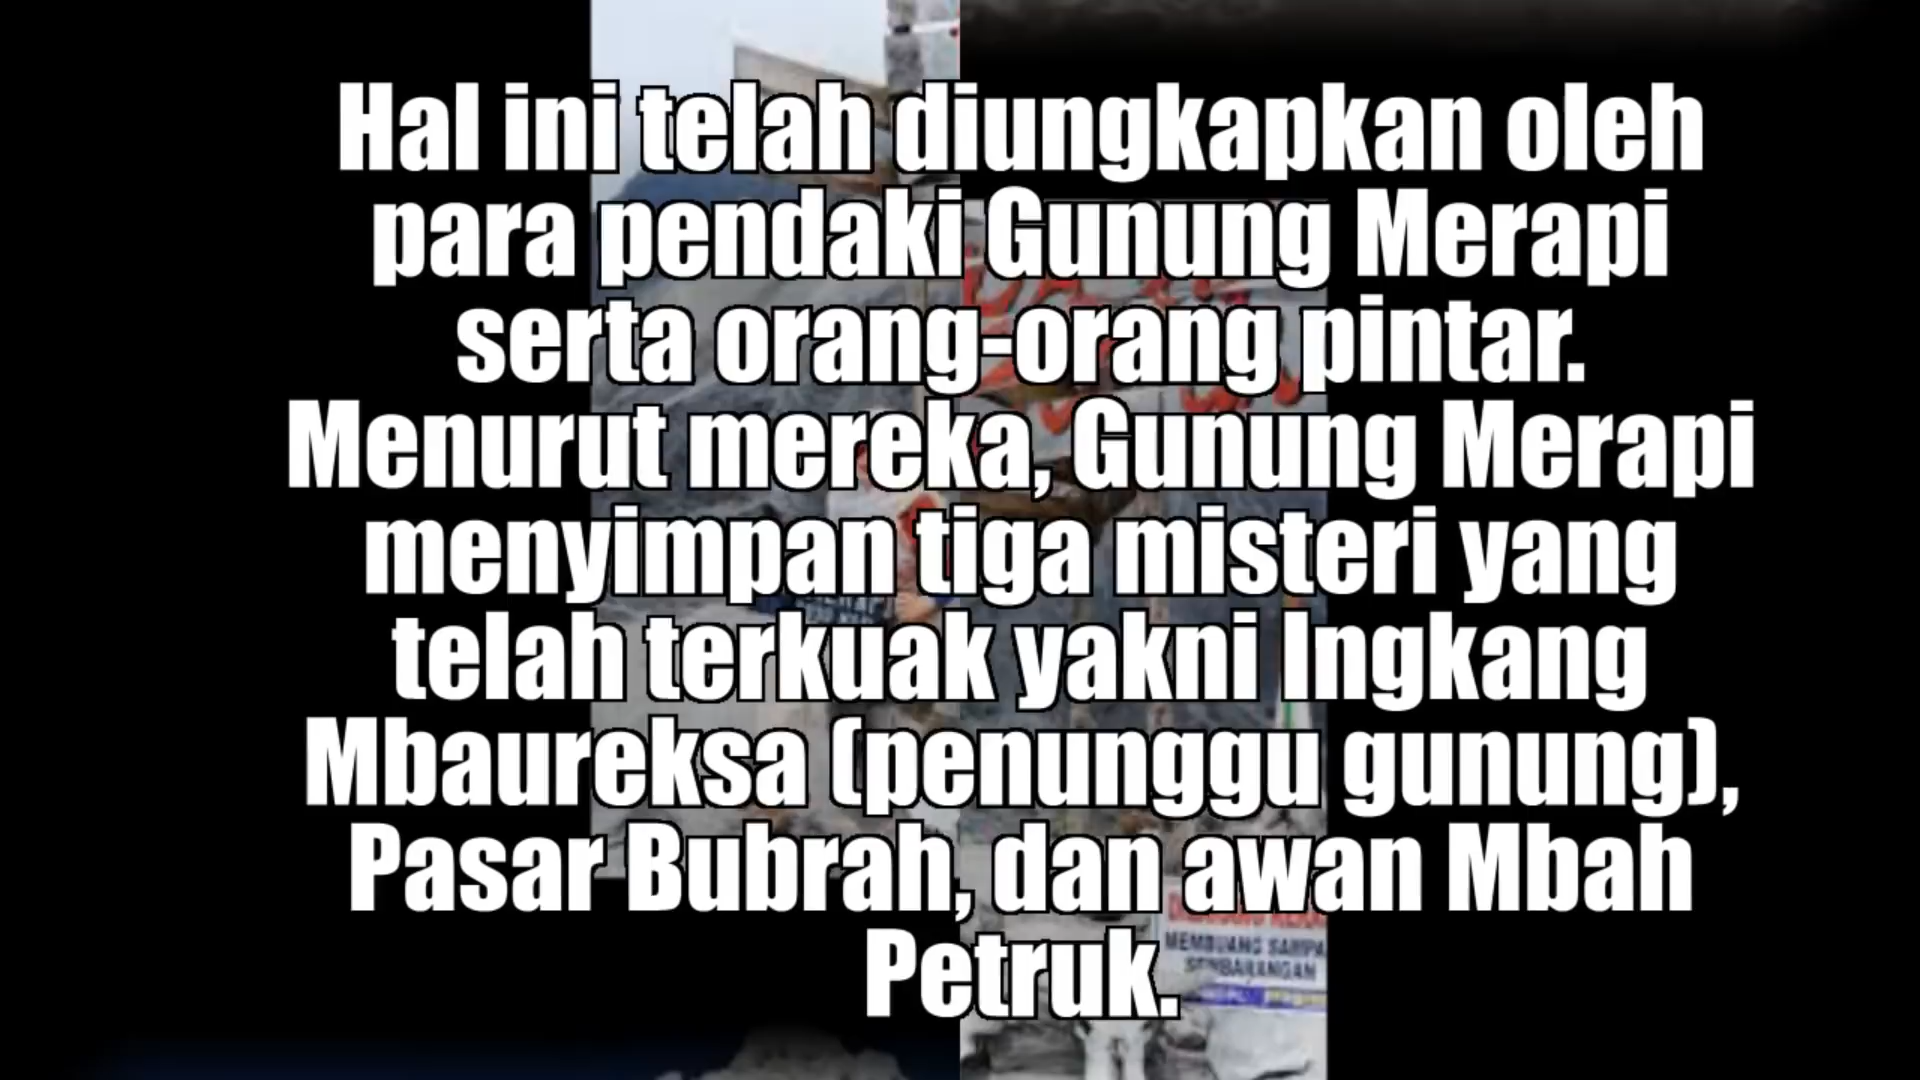 Hal ini telah diungkapkan oleh
para pendaki Gunung Merapi
serta orang-orang pintar.
Menurut mereka, Gunung Merapi
menyimpan tiga misteri yang
telah terkuak yakni Ingkang
Mbaureksa (penunggu gunung),
Pasar Bubrah, dan awan Mbah
Petruk.
MEMBUANG SAMPA
SEMBARANGAN